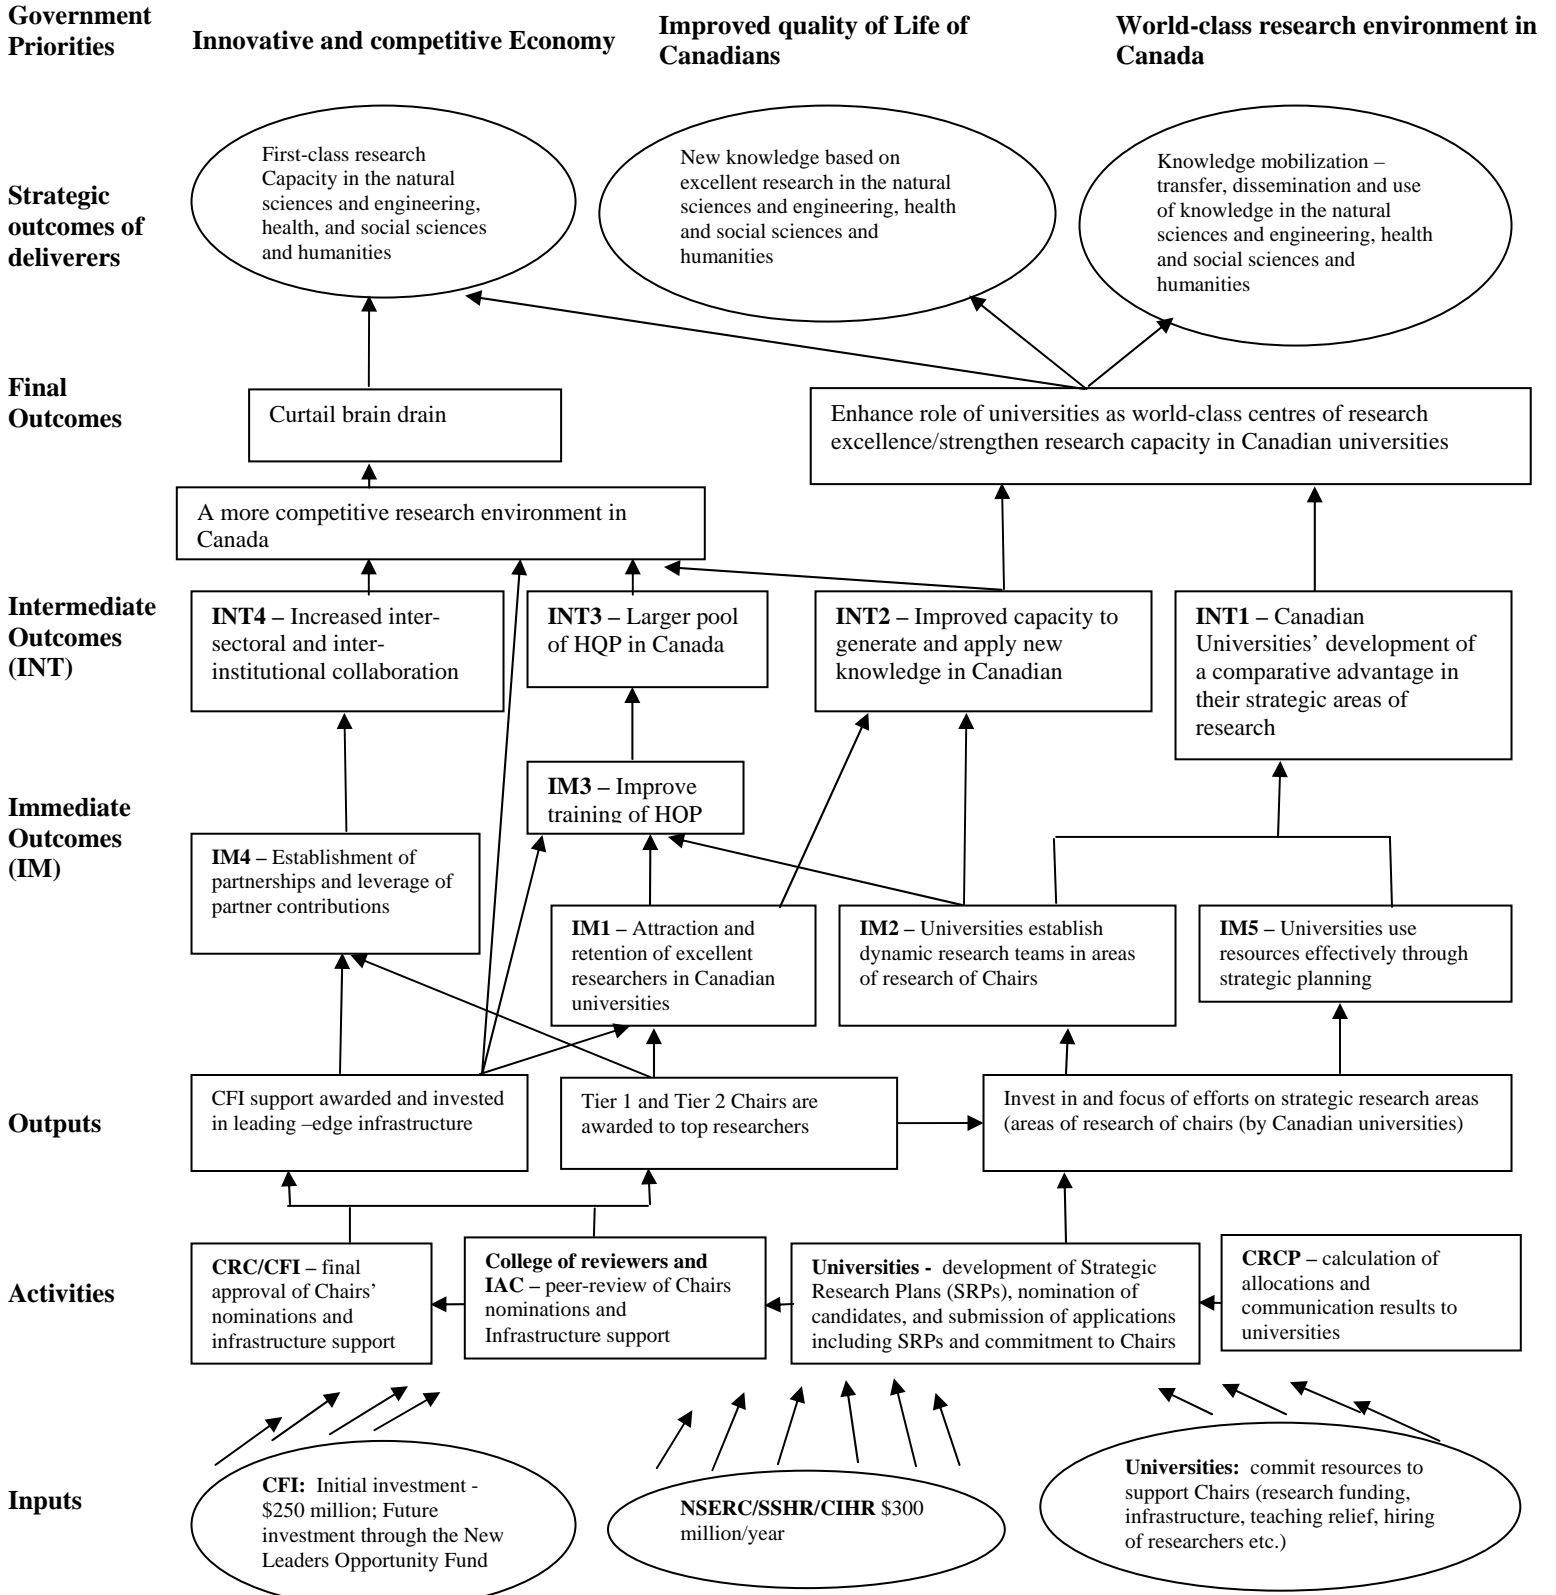 Government
Priorities
Innovative and competitive Economy
Improved quality of Life of
Canadians
World-class research environment in
Canada
Strategic
outcomes of
deliverers
First-class research
Capacity in the natural
sciences and engineering,
health, and social sciences
and humanities
New knowledge based on
excellent research in the natural
sciences and engineering, health
and social sciences and
humanities
Knowledge mobilization –
transfer, dissemination and use
of knowledge in the natural
sciences and engineering, health
and social sciences and
humanities
Final
Outcomes
Curtail brain drain
Enhance role of universities as world-class centres of research
excellence/strengthen research capacity in Canadian universities
A more competitive research environment in
Canada
Intermediate
Outcomes
(INT)
INT4 – Increased inter-
sectoral and inter-
institutional collaboration
INT3 – Larger pool
of HQP in Canada
INT2 – Improved capacity to
generate and apply new
knowledge in Canadian
INT1 – Canadian
Universities’ development of
a comparative advantage in
their strategic areas of
research
Immediate
Outcomes
(IM)
IM3 – Improve
training of HQP
IM4 – Establishment of
partnerships and leverage of
partner contributions
IM1 – Attraction and
retention of excellent
researchers in Canadian
universities
IM2 – Universities establish
dynamic research teams in areas
of research of Chairs
IM5 – Universities use
resources effectively through
strategic planning
Outputs
CFI support awarded and invested
in leading –edge infrastructure
Tier 1 and Tier 2 Chairs are
awarded to top researchers
Invest in and focus of efforts on strategic research areas
(areas of research of chairs (by Canadian universities)
Activities
CRC/CFI – final
approval of Chairs’
nominations and
infrastructure support
College of reviewers and
IAC – peer-review of Chairs
nominations and
Infrastructure support
Universities - development of Strategic
Research Plans (SRPs), nomination of
candidates, and submission of applications
including SRPs and commitment to Chairs
CRCP – calculation of
allocations and
communication results to
universities
Inputs
CFI: Initial investment -
$250 million; Future
investment through the New
Leaders Opportunity Fund
NSERC/SSHR/CIHR $300
million/year
Universities: commit resources to
support Chairs (research funding,
infrastructure, teaching relief, hiring
of researchers etc.)